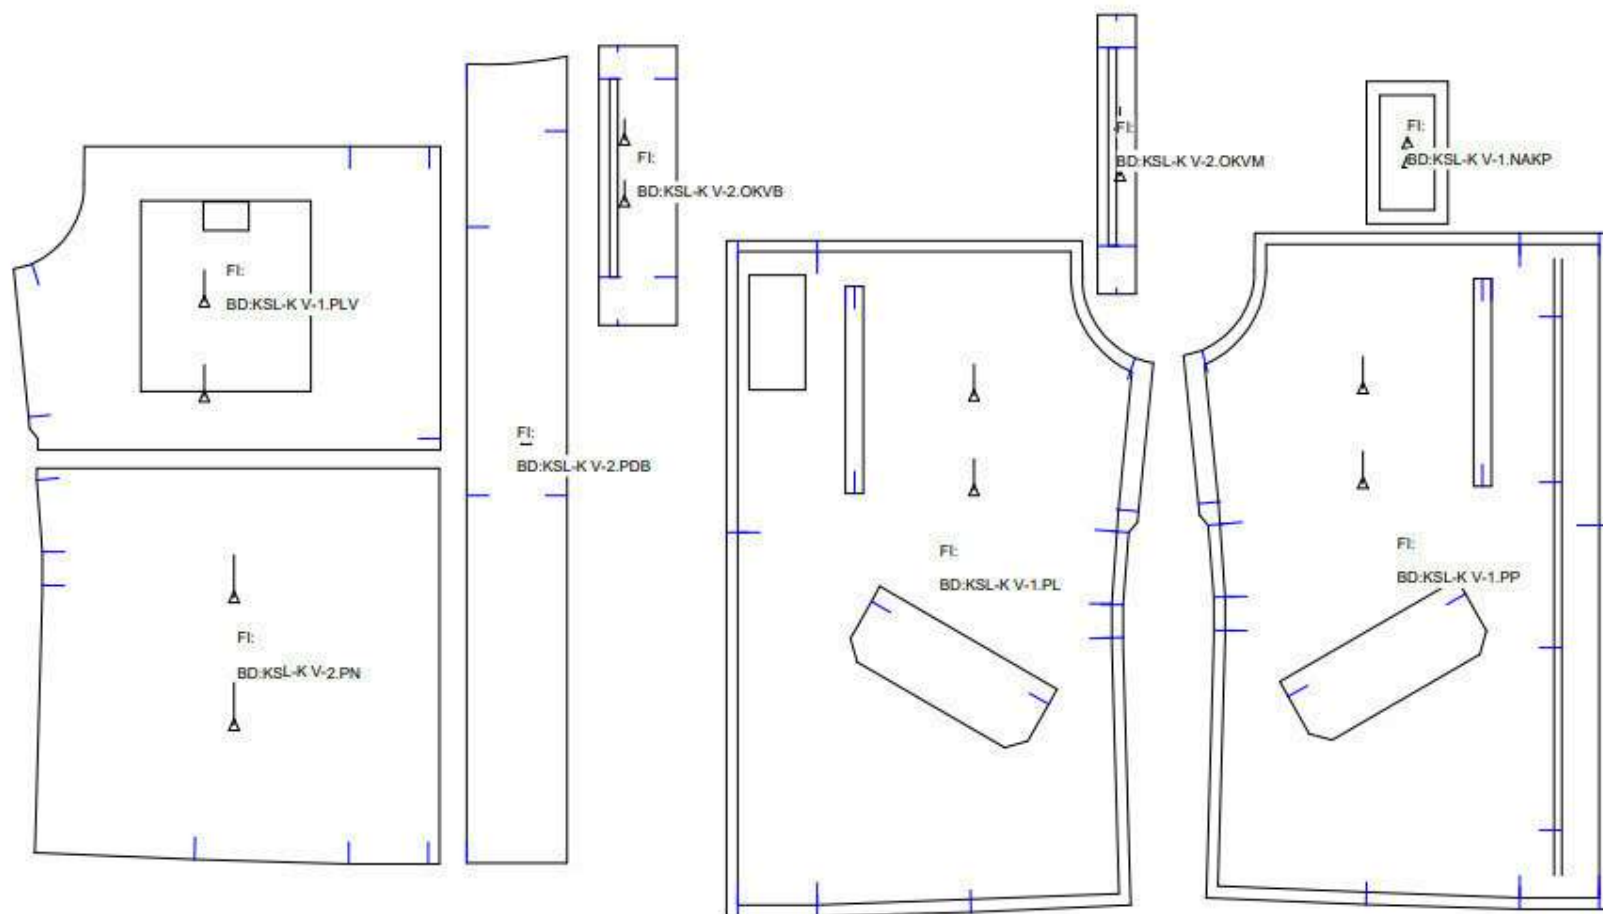 FI:
BD:KSL-K V-1.PLV
FI:
BD:KSL-K V-2.PN
FI:
BD:KSL-K V-2.PDB
FI:
BD:KSL-K V-2.OKVB
FI:
BD:KSL-K V-1.PL
FI:
BD:KSL-K V-2.OKVM
FI:
BD:KSL-K V-1.NAKP
FI:
BD:KSL-K V-1.PP